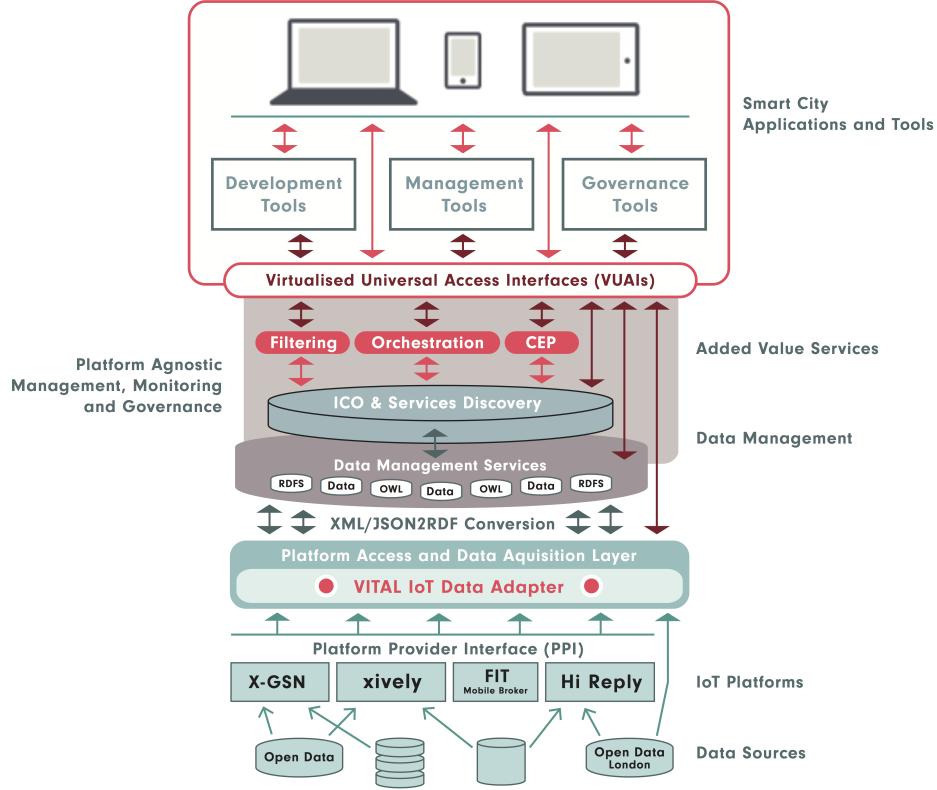 Smart City
Applications and Tools
Development
Tools
Management
Tools
Governance
Tools
Virtualised Universal Access Interfaces (VUAIs)
Filtering
Orchestration
CEP
Added Value Services
Platform Agnostic
Management, Monitoring
and Governance
ICO & Services Discovery
Data Management
Data Management Services
RDFS
Data
OWL
Data
OWL
Data
RDFS
XML/JSON2RDF Conversion
Platform Access and Data Aquisition Layer
VITAL IoT Data Adapter
Platform Provider Interface (PPI)
X-GSN
xively
FIT
Mobile Broker
Hi Reply
IoT Platforms
Open Data
Open Data
London
Data Sources